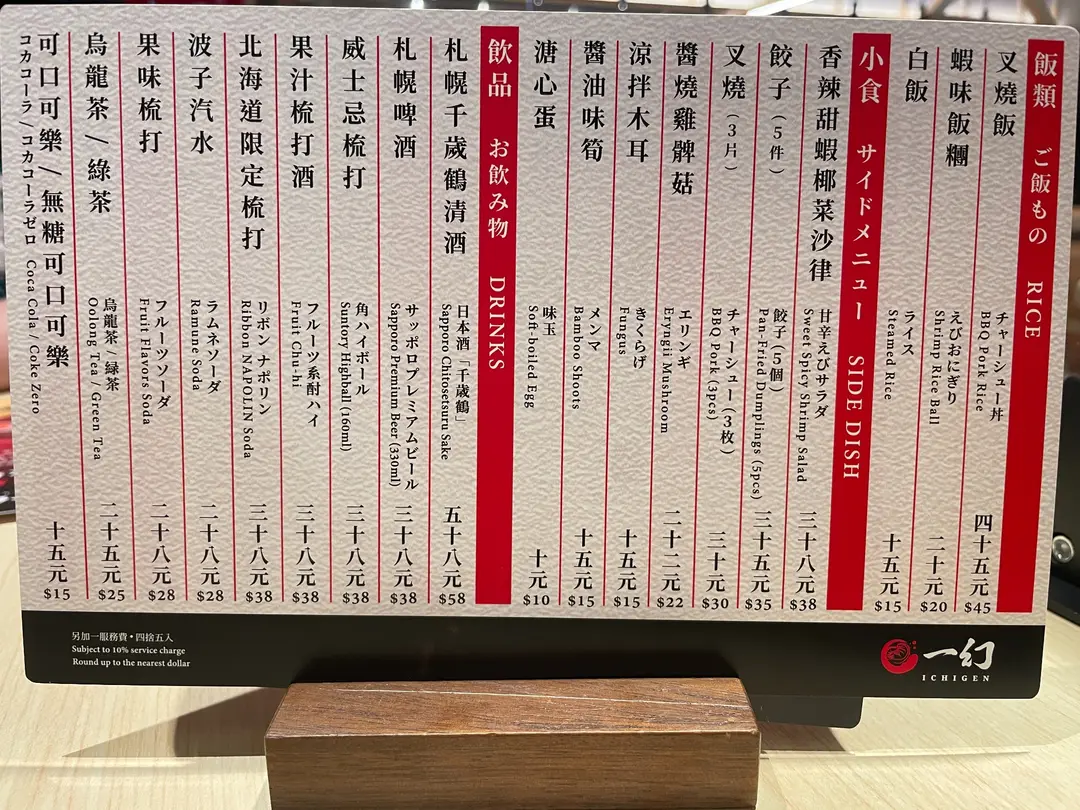 飯類 ご飯もの RICE
叉燒飯 チャーシュー丼 四十五元
BBQ Pork Rice
$45
蝦味飯糰 えびおにぎり 二十元
Shrimp Rice Ball
$20
白飯 ライス 十五元
Steamed Rice
$15
小食 サイドメニュー SIDE DISH
香辣甜蝦椰菜沙律 甘辛えびサラダ 三十八元
Sweet Spicy Shrimp Salad
$38
餃子(5件) 餃子(5個) 三十五元
Pan-Fried Dumplings (5pcs)
$35
叉燒(3片) チャーシュー(3枚) 三十元
BBQ Pork (3pcs)
$30
醬燒雞髀菇 エリンギ 二十二元
Eryngii Mushroom
$22
涼拌木耳 きくらげ 十五元
Fungus
$15
醬油味筍 メンマ 十五元
Bamboo Shoots
$15
溏心蛋 味玉 十元
Soft-boiled Egg
$10
飲品 お飲み物 DRINKS
札幌千歲鶴清酒 日本酒「千歳鶴」 五十八元
Sapporo Chitosetsuru Sake
$58
札幌啤酒 サッポロプレミアムビール 三十八元
Sapporo Premium Beer (330ml)
$38
威士忌梳打 角ハイボール 三十八元
Suntory Highball (160ml)
$38
果汁梳打酒 フルーツ系酎ハイ 三十八元
Fruit Chu-hi
$38
北海道限定梳打 リボン ナポリン 三十八元
Ribbon NAPOLIN Soda
$38
波子汽水 ラムネソーダ 二十八元
Ramune Soda
$28
果味梳打 フルーツソーダ 二十八元
Fruit Flavors Soda
$28
烏龍茶/綠茶 烏龍茶/緑茶 二十五元
Oolong Tea / Green Tea
$25
可口可樂/無糖可口可樂 十五元
コカコーラ/コカコーラゼロ Coca Cola / Coke Zero
$15
另加一服務費•四捨五入
Subject to 10% service charge
Round up to the nearest dollar
一幻
ICHIGEN